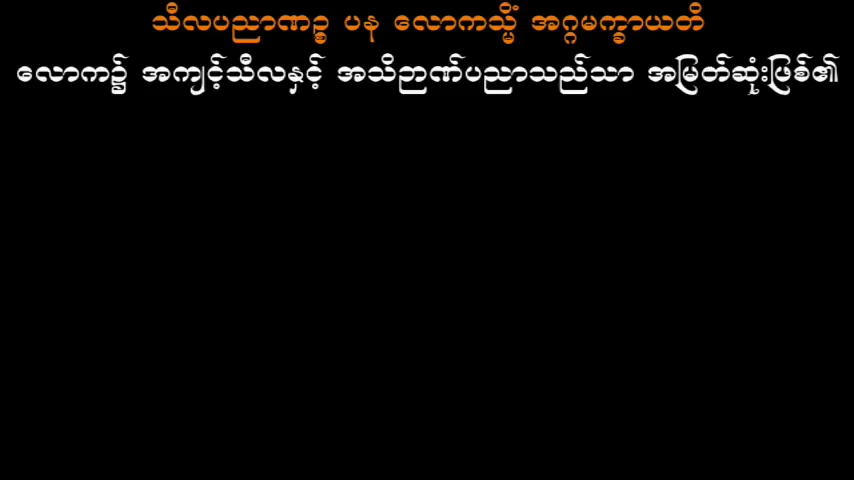 သီလပညာဏဉ္စ ပန လောကသ္မိံ အဂ္ဂမက္ခာယတိ
လောက၌ အကျင့်သီလနှင့် အသိဉာဏ်ပညာသည်သာ အမြတ်ဆုံးဖြစ်၏